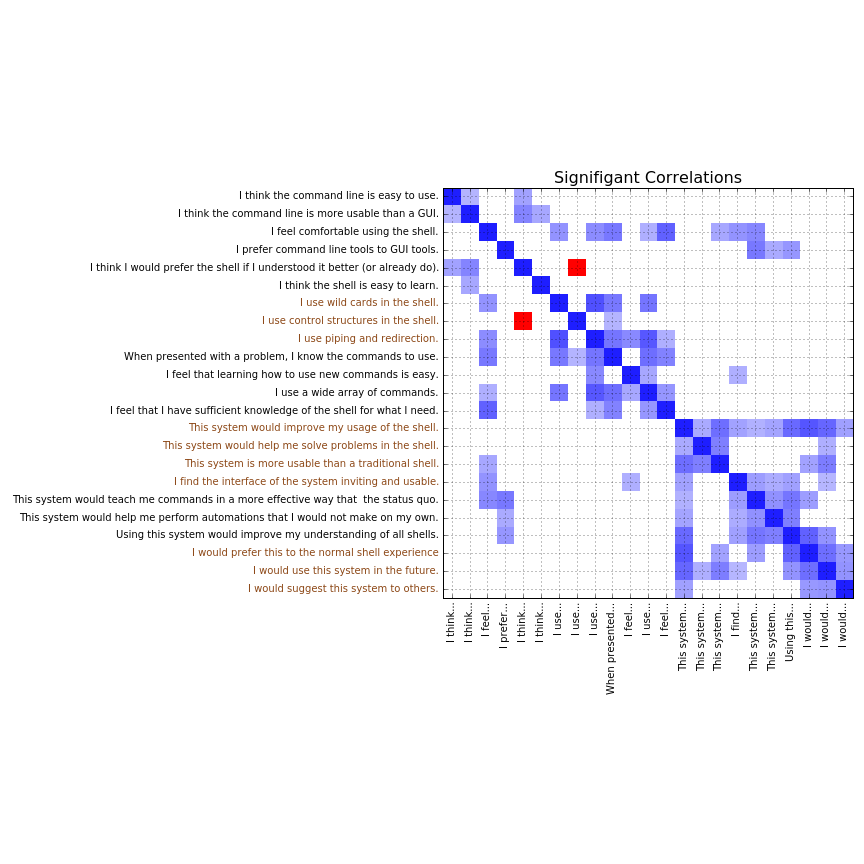 Signifigant Correlations
I think the command line is easy to use.
I think the command line is more usable than a GUI.
I feel comfortable using the shell.
I prefer command line tools to GUI tools.
I think I would prefer the shell if I understood it better (or already do).
I think the shell is easy to learn.
I use wild cards in the shell.
I use control structures in the shell.
I use piping and redirection.
When presented with a problem, I know the commands to use.
I feel that learning how to use new commands is easy.
I use a wide array of commands.
I feel that I have sufficient knowledge of the shell for what I need.
This system would improve my usage of the shell.
This system would help me solve problems in the shell.
This system is more usable than a traditional shell.
I find the interface of the system inviting and usable.
This system would teach me commands in a more effective way that  the status quo.
This system would help me perform automations that I would not make on my own.
Using this system would improve my understanding of all shells.
I would prefer this to the normal shell experience
I would use this system in the future.
I would suggest this system to others.
I think...
I think...
I feel...
I prefer...
I think...
I think...
I use...
I use...
I use...
When presented...
I feel...
I use...
I feel...
This system...
This system...
This system...
I find...
This system...
This system...
Using this...
I would...
I would...
I would...